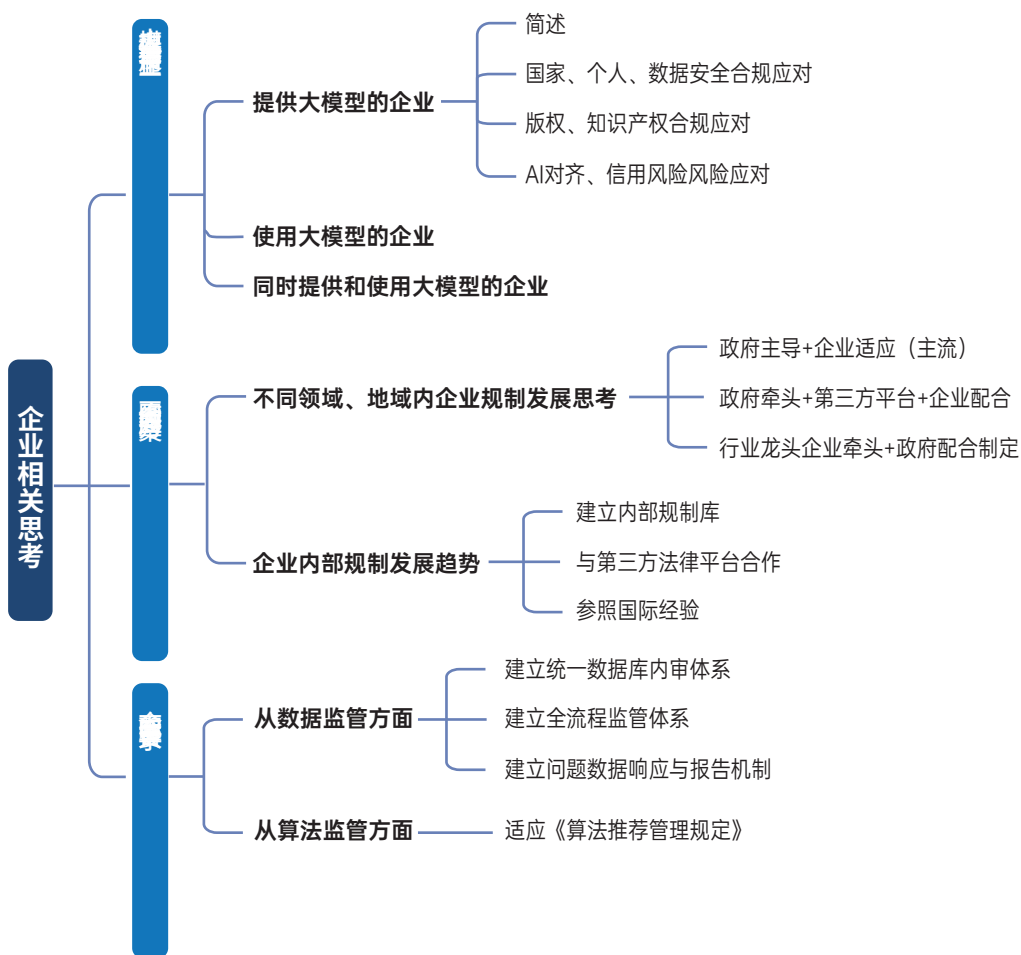 企业相关思考
提供大模型的企业
简述
国家、个人、数据安全合规应对
版权、知识产权合规应对
AI对齐、信用风险风险应对
使用大模型的企业
同时提供和使用大模型的企业
不同领域、地域内企业规制发展思考
政府主导+企业适应（主流）
政府牵头+第三方平台+企业配合
行业龙头企业牵头+政府配合制定
企业内部规制发展趋势
建立内部规制库
与第三方法律平台合作
参照国际经验
从数据监管方面
建立统一数据库内审体系
建立全流程监管体系
建立问题数据响应与报告机制
从算法监管方面
适应《算法推荐管理规定》